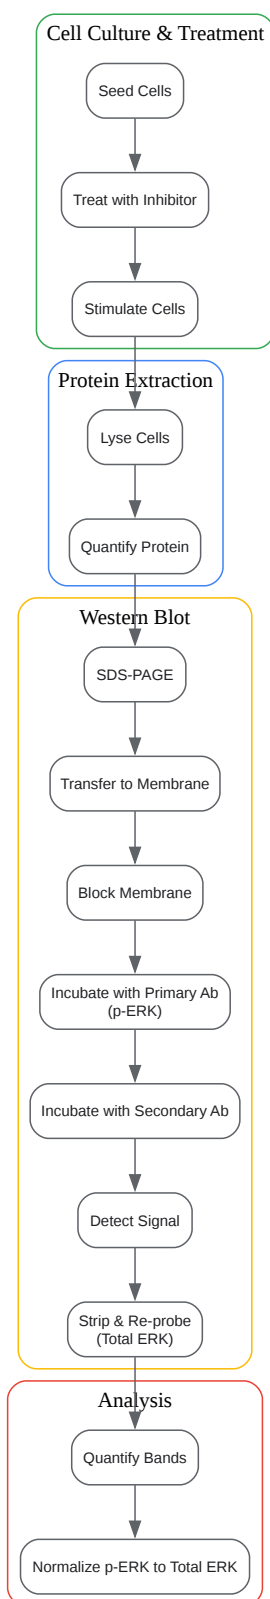 Cell Culture & Treatment
Seed Cells
Treat with Inhibitor
Stimulate Cells
Protein Extraction
Lyse Cells
Quantify Protein
Western Blot
SDS-PAGE
Transfer to Membrane
Block Membrane
Incubate with Primary Ab
(p-ERK)
Incubate with Secondary Ab
Detect Signal
Strip & Re-probe
(Total ERK)
Analysis
Quantify Bands
Normalize p-ERK to Total ERK